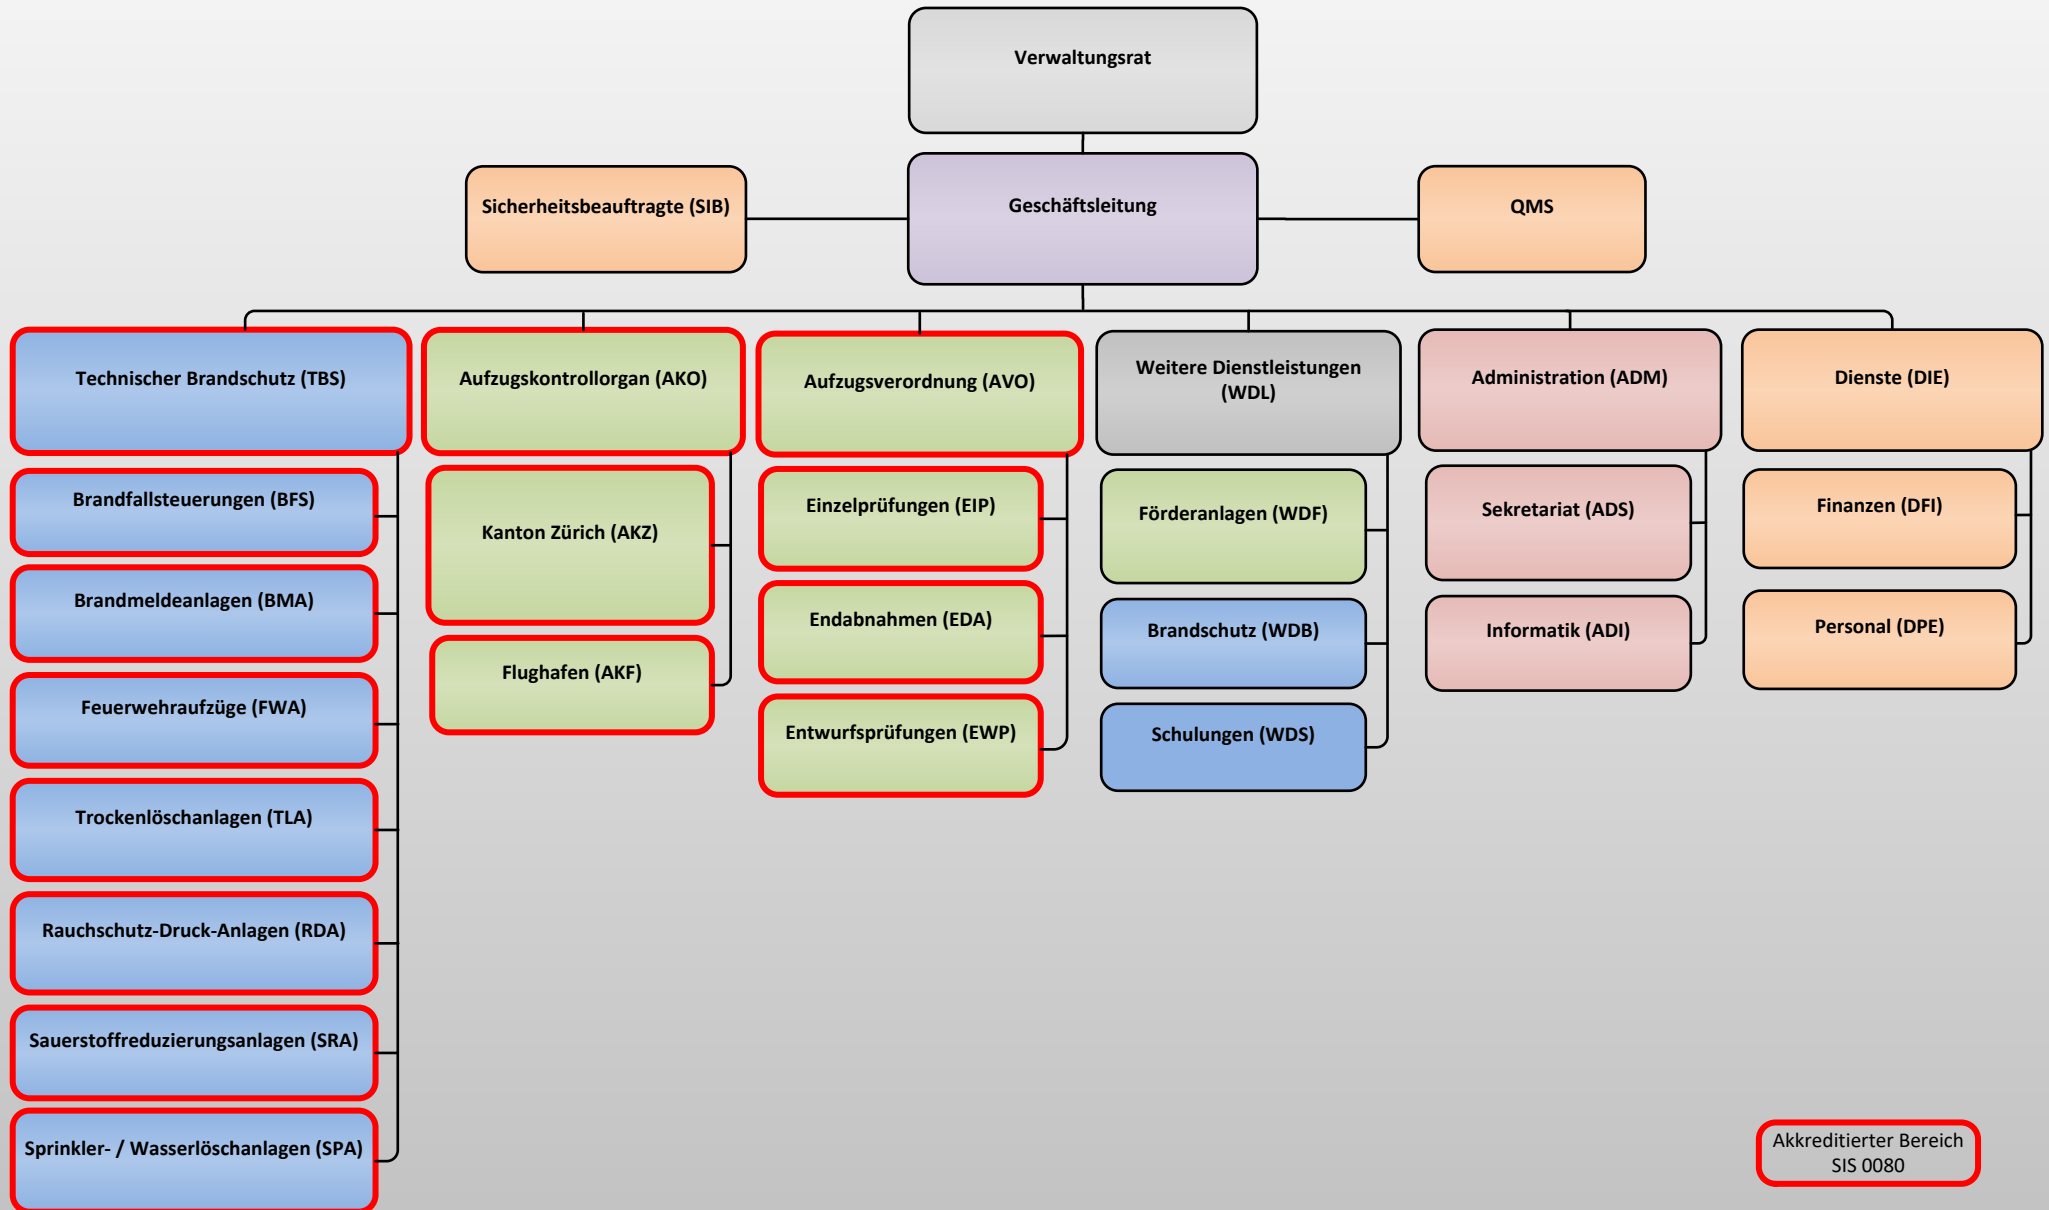 Verwaltungsrat
Sicherheitsbeauftragte (SIB)
Geschäftsleitung
QMS
Technischer Brandschutz (TBS)
Aufzugskontrollorgan (AKO)
Aufzugsverordnung (AVO)
Weitere Dienstleistungen
(WDL)
Administration (ADM)
Dienste (DIE)
Brandfallsteuerungen (BFS)
Brandmeldeanlagen (BMA)
Feuerwehraufzüge (FWA)
Trockenlöschanlagen (TLA)
Rauchschutz-Druck-Anlagen (RDA)
Sauerstoffreduzierungsanlagen (SRA)
Sprinkler- / Wasserlöschanlagen (SPA)
Kanton Zürich (AKZ)
Flughafen (AKF)
Einzelprüfungen (EIP)
Endabnahmen (EDA)
Entwurfsprüfungen (EWP)
Förderanlagen (WDF)
Brandschutz (WDB)
Schulungen (WDS)
Sekretariat (ADS)
Informatik (ADI)
Finanzen (DFI)
Personal (DPE)
Akkreditierter Bereich
SIS 0080